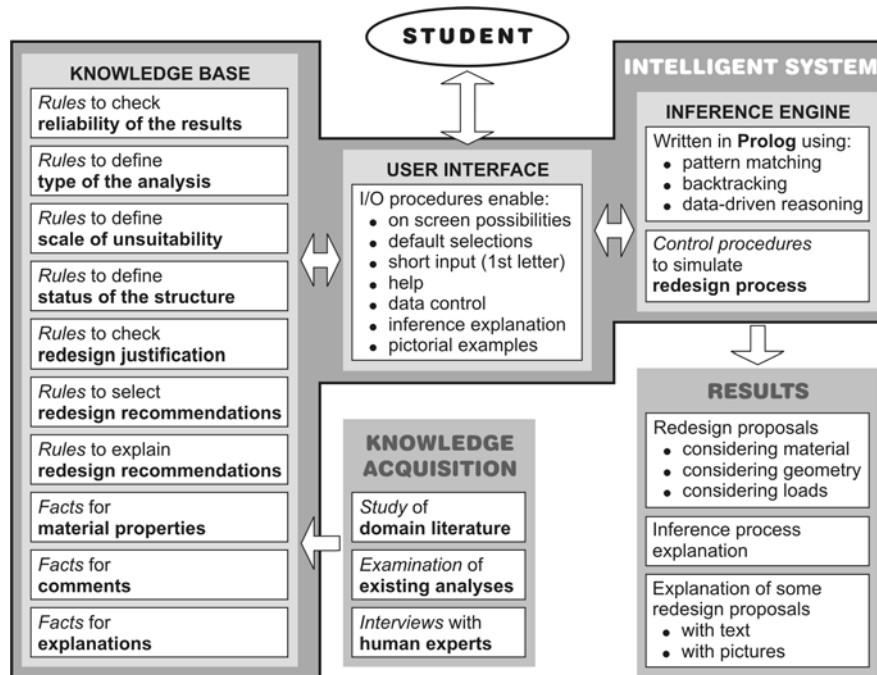 STUDENT
KNOWLEDGE BASE
Rules to check
reliability of the results
Rules to define
type of the analysis
Rules to define
scale of unsuitability
Rules to define
status of the structure
Rules to check
redesign justification
Rules to select
redesign recommendations
Rules to explain
redesign recommendations
Facts for
material properties
Facts for
comments
Facts for
explanations
USER INTERFACE
I/O procedures enable:
• on screen possibilities
• default selections
• short input (1st letter)
• help
• data control
• inference explanation
• pictorial examples
INTELLIGENT SYSTEM
INFERENCE ENGINE
Written in Prolog using:
• pattern matching
• backtracking
• data-driven reasoning
Control procedures
to simulate
redesign process
KNOWLEDGE
ACQUISITION
Study of
domain literature
Examination of
existing analyses
Interviews with
human experts
RESULTS
Redesign proposals
• considering material
• considering geometry
• considering loads
Inference process
explanation
Explanation of some
redesign proposals
• with text
• with pictures